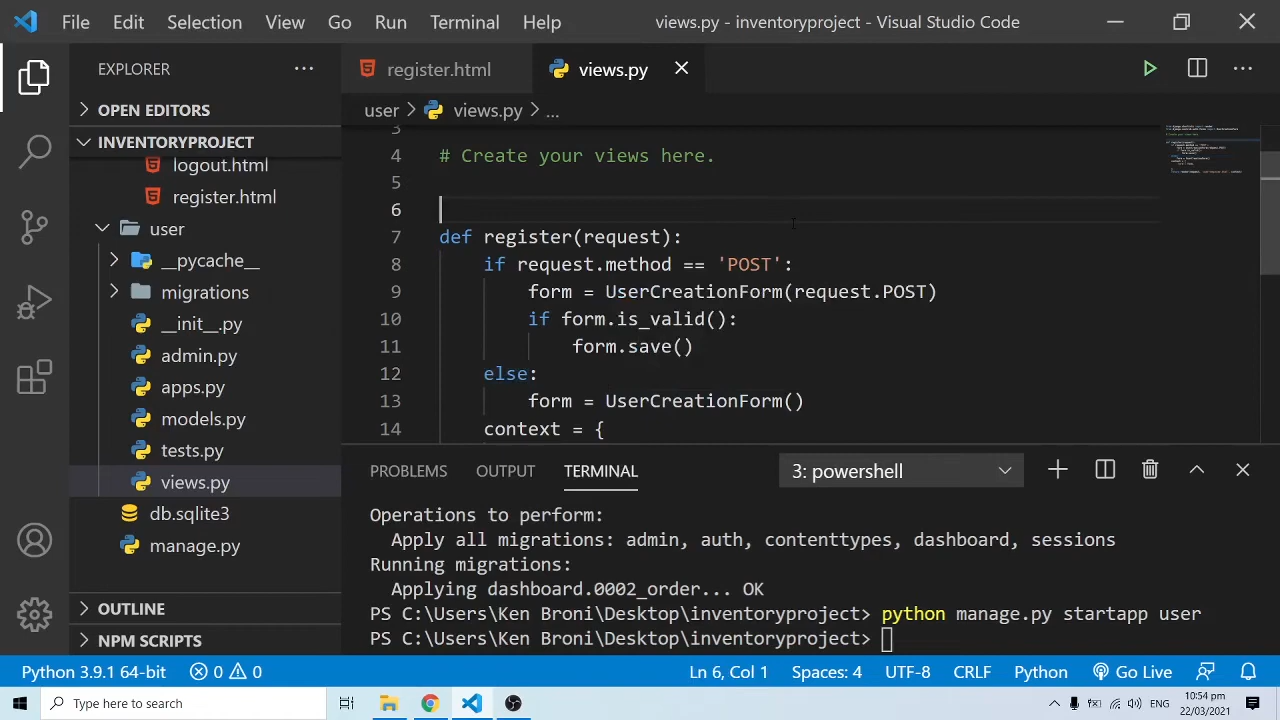 File Edit Selection View Go Run Terminal Help views.py - inventoryproject - Visual Studio Code
EXPLORER
OPEN EDITORS
INVENTORYPROJECT
logout.html
register.html
user
__pycache__
migrations
__init__.py
admin.py
apps.py
models.py
tests.py
views.py
db.sqlite3
manage.py
OUTLINE
NPM SCRIPTS
register.html views.py
user > views.py > ...
3
4 # Create your views here.
5
6
7 def register(request):
8 if request.method == 'POST':
9 form = UserCreationForm(request.POST)
10 if form.is_valid():
11 form.save()
12 else:
13 form = UserCreationForm()
14 context = {
PROBLEMS OUTPUT TERMINAL 3: powershell
Operations to perform:
Apply all migrations: admin, auth, contenttypes, dashboard, sessions
Running migrations:
Applying dashboard.0002_order... OK
PS C:\Users\Ken Broni\Desktop\inventoryproject> python manage.py startapp user
PS C:\Users\Ken Broni\Desktop\inventoryproject>
Python 3.9.1 64-bit 0 0 Ln 6, Col 1 Spaces: 4 UTF-8 CRLF Python Go Live
Type here to search ENG 10:54 pm
22/03/2021